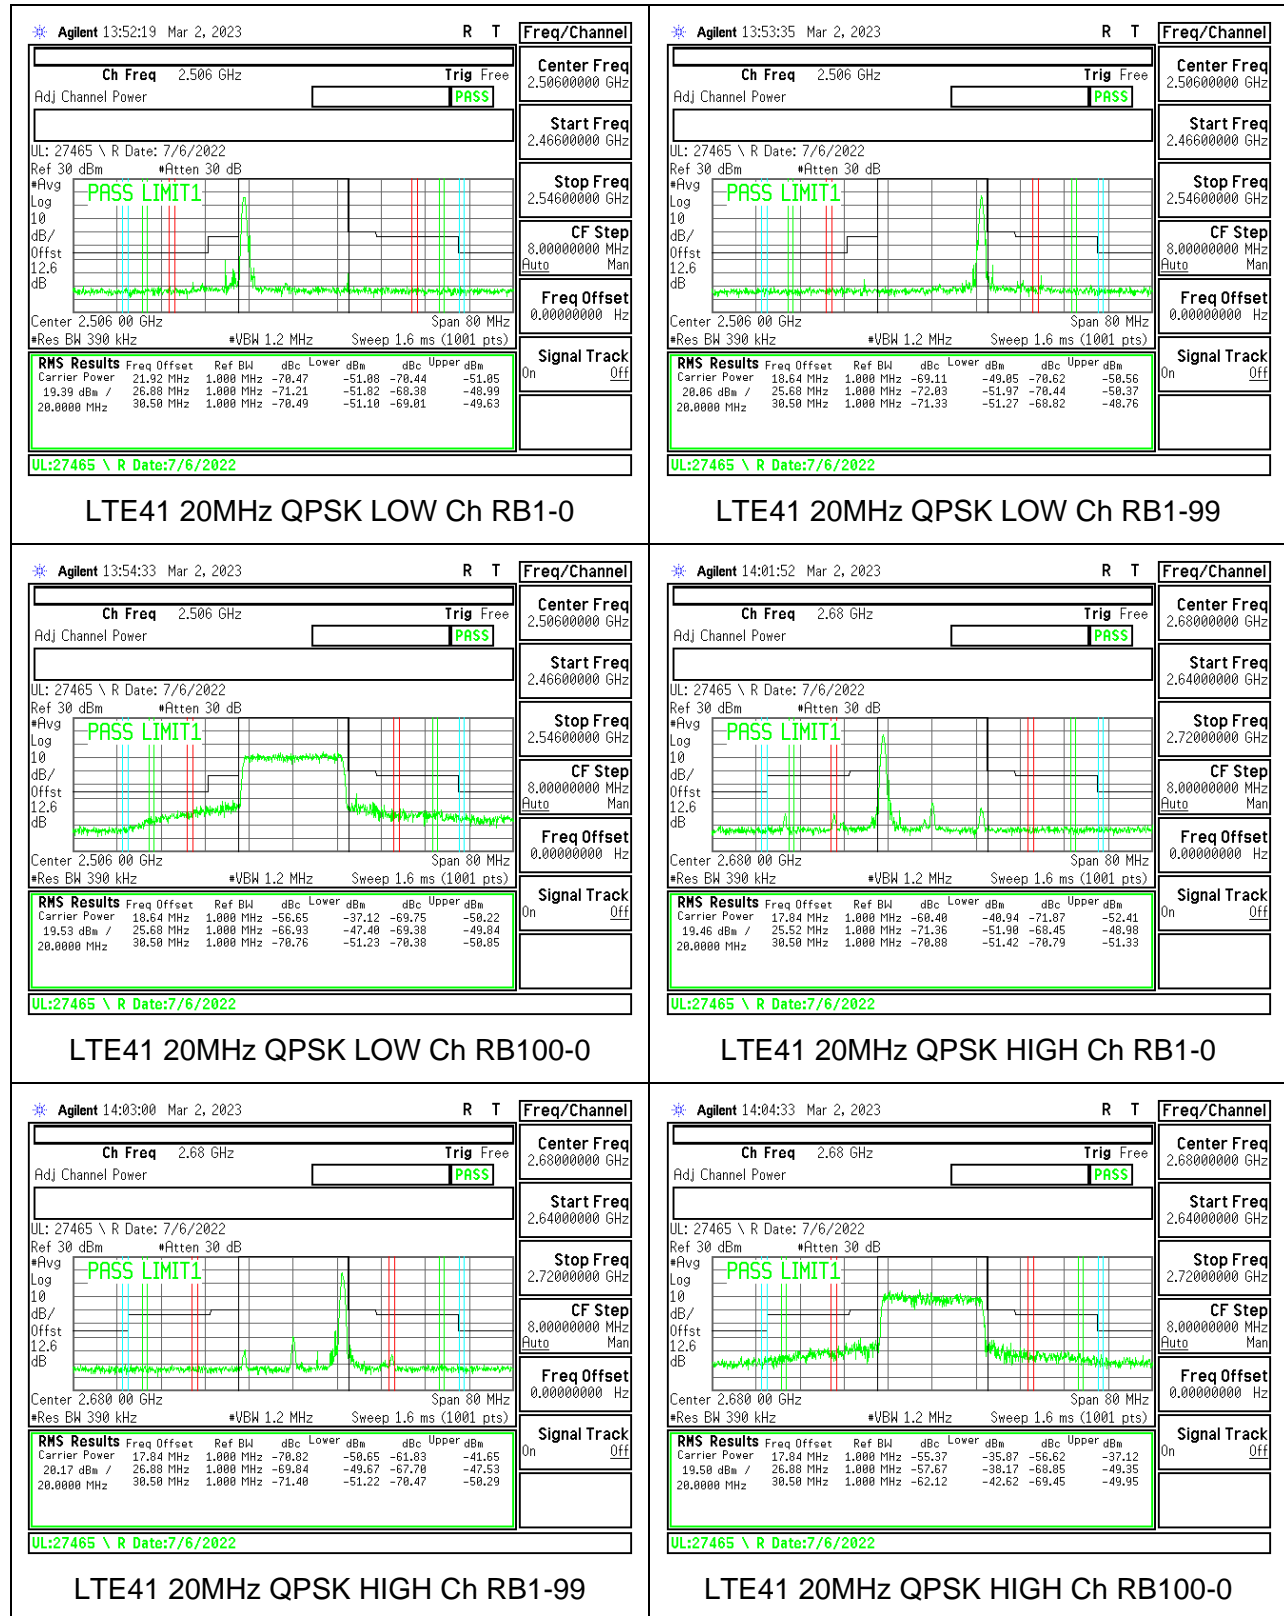 Agilent 13:52:19 Mar 2, 2023 R T Freq/Channel
Ch Freq 2.506 GHz Trig Free
Adj Channel Power PASS
Center Freq
2.50600000 GHz
Start Freq
2.46600000 GHz
Stop Freq
2.54600000 GHz
CF Step
8.00000000 MHz
Auto Man
Freq Offset
0.00000000 Hz
Signal Track
On Off
UL: 27465 \ R Date: 7/6/2022
Ref 30 dBm #Atten 30 dB
#Avg
Log
10
dB/
Offst
12.6
dB
PASS LIMIT1
Center 2.506 00 GHz Span 80 MHz
#Res BW 390 kHz #VBW 1.2 MHz Sweep 1.6 ms (1001 pts)
RMS Results Freq Offset Ref BW dBc Lower dBm dBc Upper dBm
Carrier Power 21.92 MHz 1.000 MHz -70.47 -51.08 -70.44 -51.05
19.39 dBm / 26.88 MHz 1.000 MHz -71.21 -51.82 -68.38 -48.99
20.0000 MHz 30.50 MHz 1.000 MHz -70.49 -51.10 -69.01 -49.63
UL:27465 \ R Date:7/6/2022
LTE41 20MHz QPSK LOW Ch RB1-0
Agilent 13:53:35 Mar 2, 2023 R T Freq/Channel
Ch Freq 2.506 GHz Trig Free
Adj Channel Power PASS
Center Freq
2.50600000 GHz
Start Freq
2.46600000 GHz
Stop Freq
2.54600000 GHz
CF Step
8.00000000 MHz
Auto Man
Freq Offset
0.00000000 Hz
Signal Track
On Off
UL: 27465 \ R Date: 7/6/2022
Ref 30 dBm #Atten 30 dB
#Avg
Log
10
dB/
Offst
12.6
dB
PASS LIMIT1
Center 2.506 00 GHz Span 80 MHz
#Res BW 390 kHz #VBW 1.2 MHz Sweep 1.6 ms (1001 pts)
RMS Results Freq Offset Ref BW dBc Lower dBm dBc Upper dBm
Carrier Power 18.64 MHz 1.000 MHz -69.11 -49.05 -70.62 -50.56
20.06 dBm / 25.68 MHz 1.000 MHz -72.03 -51.97 -70.44 -50.37
20.0000 MHz 30.50 MHz 1.000 MHz -71.33 -51.27 -68.82 -48.76
UL:27465 \ R Date:7/6/2022
LTE41 20MHz QPSK LOW Ch RB1-99
Agilent 13:54:33 Mar 2, 2023 R T Freq/Channel
Ch Freq 2.506 GHz Trig Free
Adj Channel Power PASS
Center Freq
2.50600000 GHz
Start Freq
2.46600000 GHz
Stop Freq
2.54600000 GHz
CF Step
8.00000000 MHz
Auto Man
Freq Offset
0.00000000 Hz
Signal Track
On Off
UL: 27465 \ R Date: 7/6/2022
Ref 30 dBm #Atten 30 dB
#Avg
Log
10
dB/
Offst
12.6
dB
PASS LIMIT1
Center 2.506 00 GHz Span 80 MHz
#Res BW 390 kHz #VBW 1.2 MHz Sweep 1.6 ms (1001 pts)
RMS Results Freq Offset Ref BW dBc Lower dBm dBc Upper dBm
Carrier Power 18.64 MHz 1.000 MHz -56.65 -37.12 -69.75 -50.22
19.53 dBm / 25.68 MHz 1.000 MHz -66.93 -47.40 -69.38 -49.84
20.0000 MHz 30.50 MHz 1.000 MHz -70.76 -51.23 -70.38 -50.85
UL:27465 \ R Date:7/6/2022
LTE41 20MHz QPSK LOW Ch RB100-0
Agilent 14:01:52 Mar 2, 2023 R T Freq/Channel
Ch Freq 2.68 GHz Trig Free
Adj Channel Power PASS
Center Freq
2.68000000 GHz
Start Freq
2.64000000 GHz
Stop Freq
2.72000000 GHz
CF Step
8.00000000 MHz
Auto Man
Freq Offset
0.00000000 Hz
Signal Track
On Off
UL: 27465 \ R Date: 7/6/2022
Ref 30 dBm #Atten 30 dB
#Avg
Log
10
dB/
Offst
12.6
dB
PASS LIMIT1
Center 2.680 00 GHz Span 80 MHz
#Res BW 390 kHz #VBW 1.2 MHz Sweep 1.6 ms (1001 pts)
RMS Results Freq Offset Ref BW dBc Lower dBm dBc Upper dBm
Carrier Power 17.84 MHz 1.000 MHz -60.40 -40.94 -71.87 -52.41
19.46 dBm / 25.52 MHz 1.000 MHz -71.36 -51.90 -68.45 -48.98
20.0000 MHz 30.50 MHz 1.000 MHz -70.88 -51.42 -70.79 -51.33
UL:27465 \ R Date:7/6/2022
LTE41 20MHz QPSK HIGH Ch RB1-0
Agilent 14:03:00 Mar 2, 2023 R T Freq/Channel
Ch Freq 2.68 GHz Trig Free
Adj Channel Power PASS
Center Freq
2.68000000 GHz
Start Freq
2.64000000 GHz
Stop Freq
2.72000000 GHz
CF Step
8.00000000 MHz
Auto Man
Freq Offset
0.00000000 Hz
Signal Track
On Off
UL: 27465 \ R Date: 7/6/2022
Ref 30 dBm #Atten 30 dB
#Avg
Log
10
dB/
Offst
12.6
dB
PASS LIMIT1
Center 2.680 00 GHz Span 80 MHz
#Res BW 390 kHz #VBW 1.2 MHz Sweep 1.6 ms (1001 pts)
RMS Results Freq Offset Ref BW dBc Lower dBm dBc Upper dBm
Carrier Power 17.84 MHz 1.000 MHz -70.82 -50.65 -61.83 -41.65
20.17 dBm / 26.88 MHz 1.000 MHz -69.84 -49.67 -67.70 -47.53
20.0000 MHz 30.50 MHz 1.000 MHz -71.40 -51.22 -70.47 -50.29
UL:27465 \ R Date:7/6/2022
LTE41 20MHz QPSK HIGH Ch RB1-99
Agilent 14:04:33 Mar 2, 2023 R T Freq/Channel
Ch Freq 2.68 GHz Trig Free
Adj Channel Power PASS
Center Freq
2.68000000 GHz
Start Freq
2.64000000 GHz
Stop Freq
2.72000000 GHz
CF Step
8.00000000 MHz
Auto Man
Freq Offset
0.00000000 Hz
Signal Track
On Off
UL: 27465 \ R Date: 7/6/2022
Ref 30 dBm #Atten 30 dB
#Avg
Log
10
dB/
Offst
12.6
dB
PASS LIMIT1
Center 2.680 00 GHz Span 80 MHz
#Res BW 390 kHz #VBW 1.2 MHz Sweep 1.6 ms (1001 pts)
RMS Results Freq Offset Ref BW dBc Lower dBm dBc Upper dBm
Carrier Power 17.84 MHz 1.000 MHz -55.37 -35.87 -56.62 -37.12
19.50 dBm / 26.88 MHz 1.000 MHz -57.67 -38.17 -68.85 -49.35
20.0000 MHz 30.50 MHz 1.000 MHz -62.12 -42.62 -69.45 -49.95
UL:27465 \ R Date:7/6/2022
LTE41 20MHz QPSK HIGH Ch RB100-0